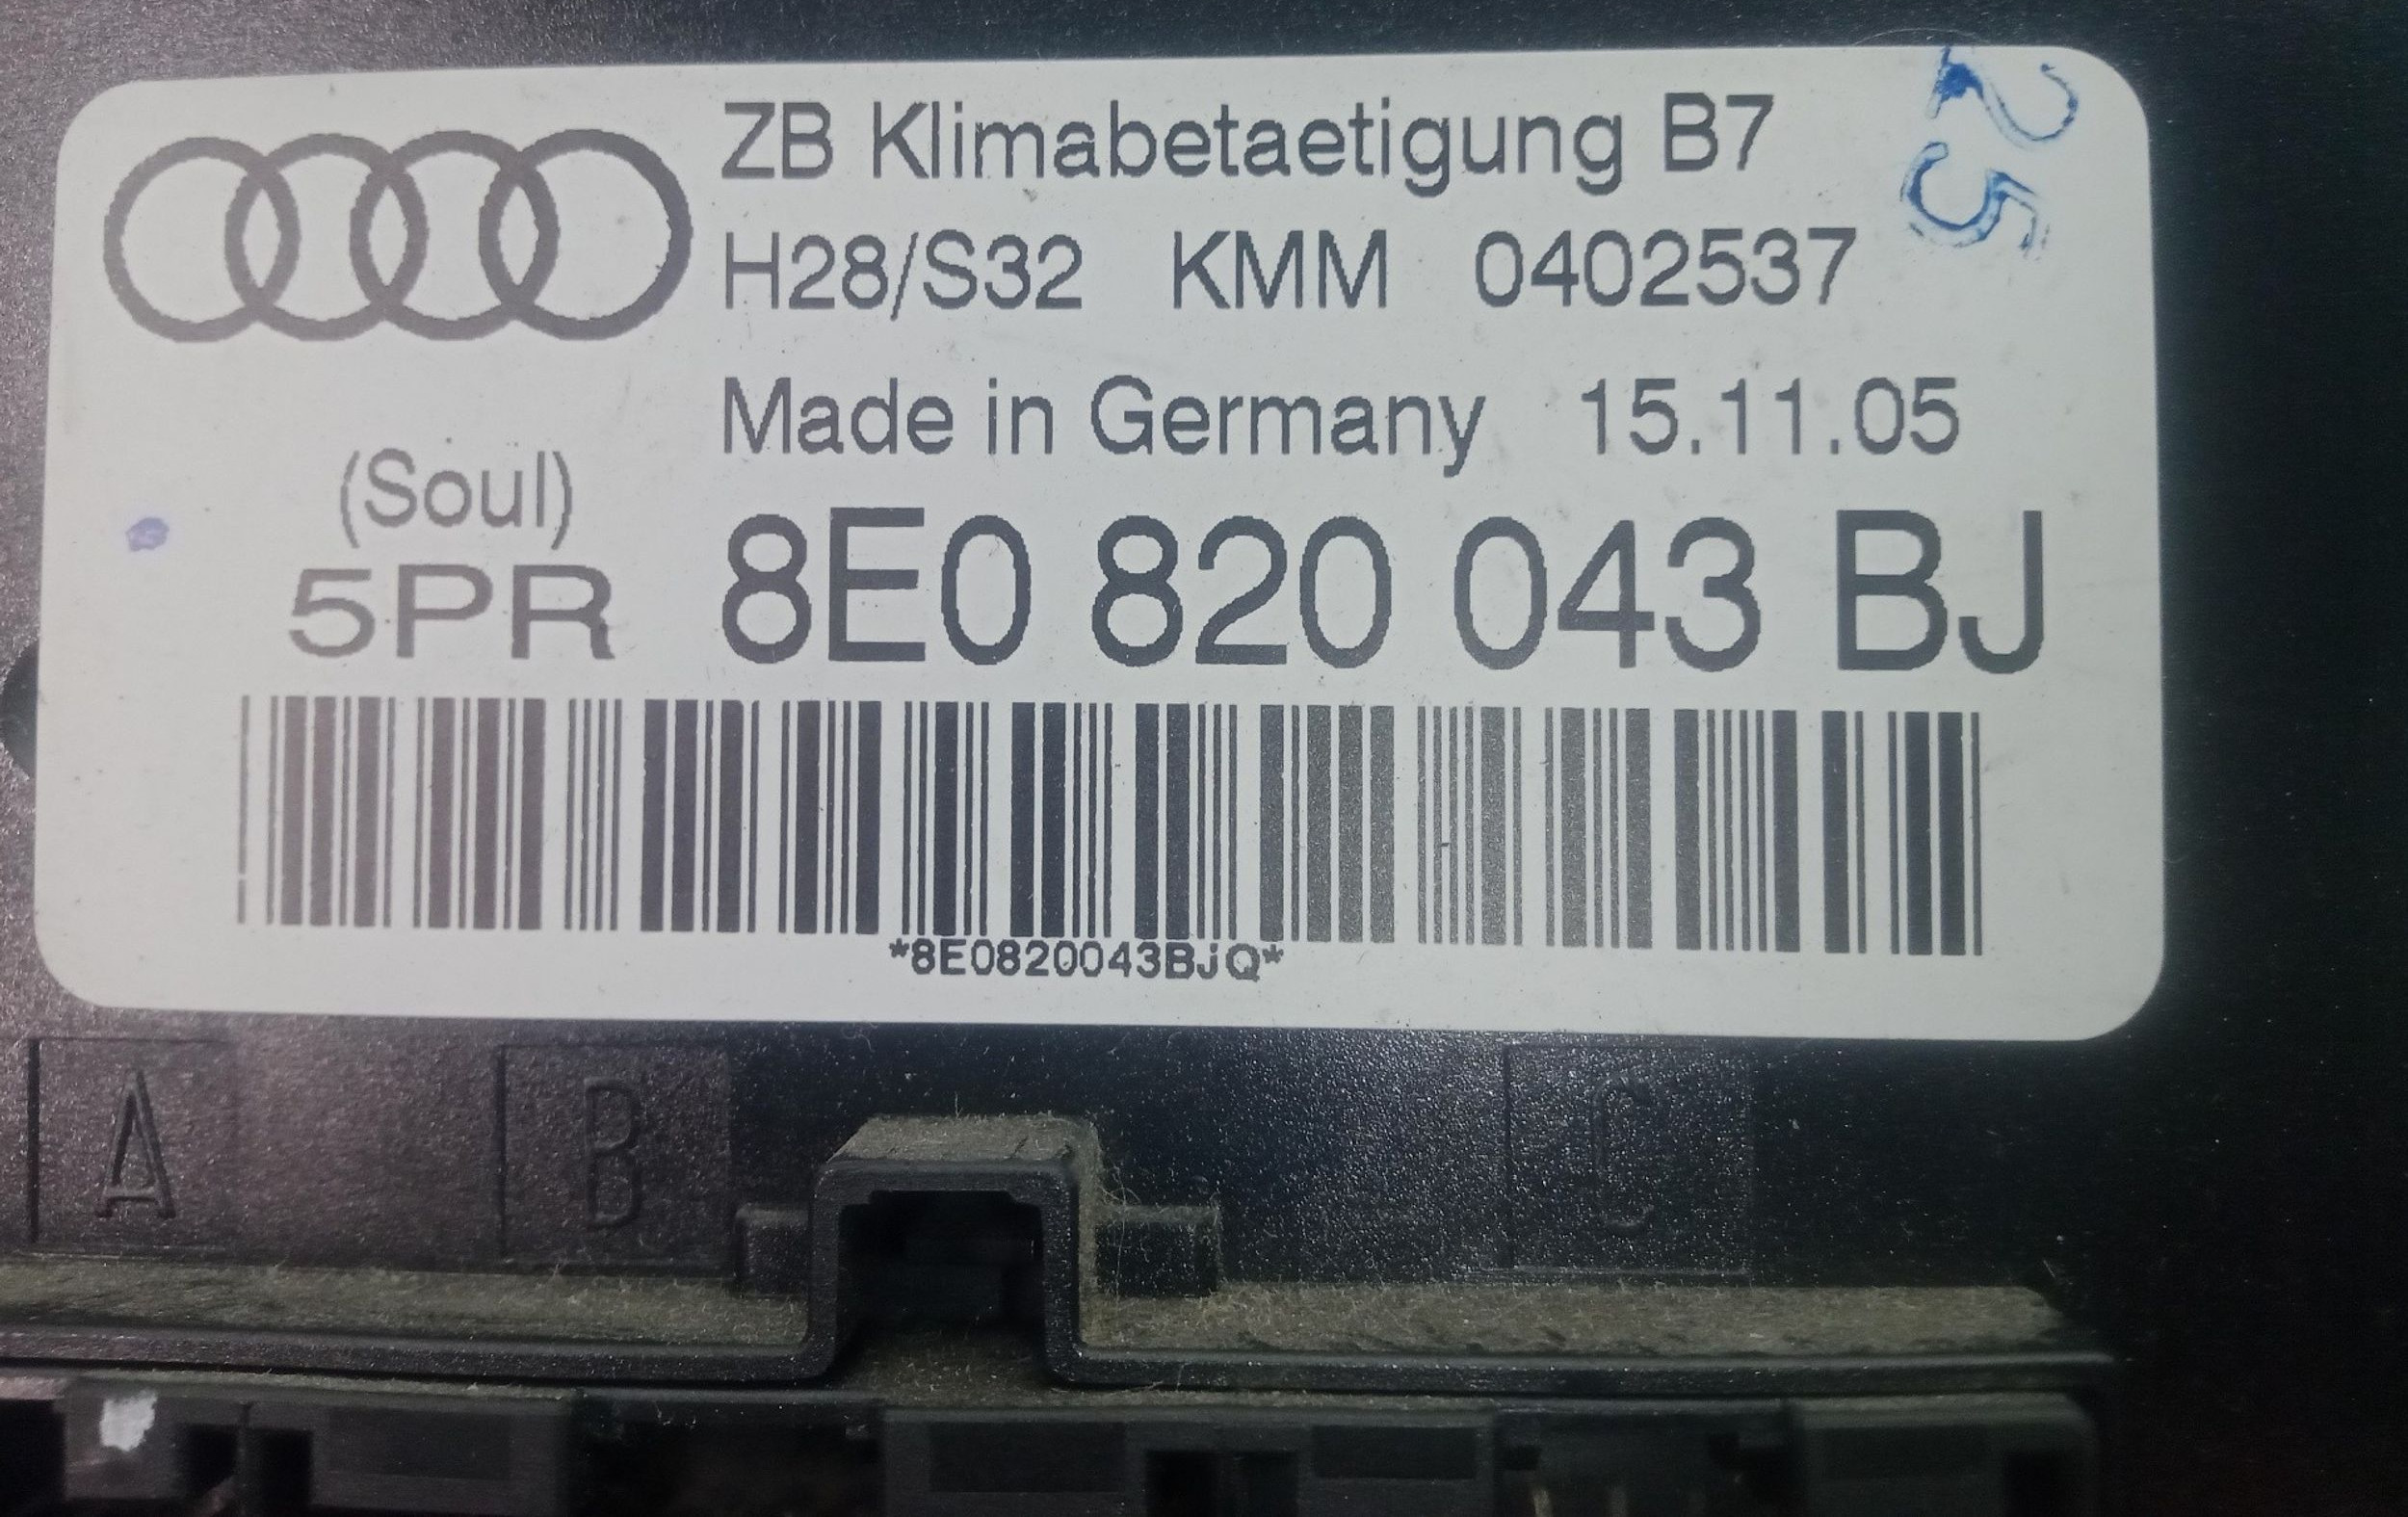 ZB Klimabetaetigung B7
H28/S32 KMM 0402537
25
Made in Germany 15.11.05
(Soul)
5PR 8E0 820 043 BJ
*8E0820043BJQ*
A B C